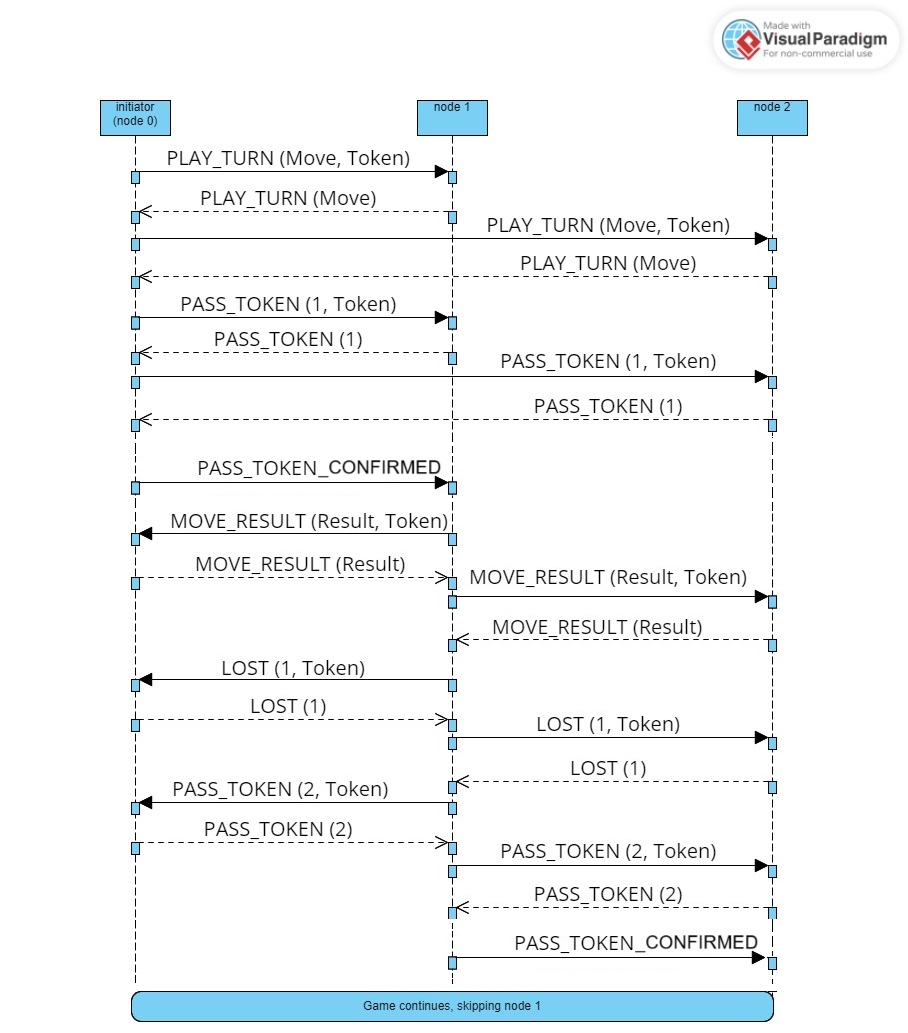 Made with
Visual Paradigm
For non-commercial use
initiator
(node 0)
node 1
node 2
PLAY_TURN (Move, Token)
PLAY_TURN (Move)
PLAY_TURN (Move, Token)
PLAY_TURN (Move)
PASS_TOKEN (1, Token)
PASS_TOKEN (1)
PASS_TOKEN (1, Token)
PASS_TOKEN (1)
PASS_TOKEN_CONFIRMED
MOVE_RESULT (Result, Token)
MOVE_RESULT (Result)
MOVE_RESULT (Result, Token)
MOVE_RESULT (Result)
LOST (1, Token)
LOST (1)
LOST (1, Token)
LOST (1)
PASS_TOKEN (2, Token)
PASS_TOKEN (2)
PASS_TOKEN (2, Token)
PASS_TOKEN (2)
PASS_TOKEN_CONFIRMED
Game continues, skipping node 1